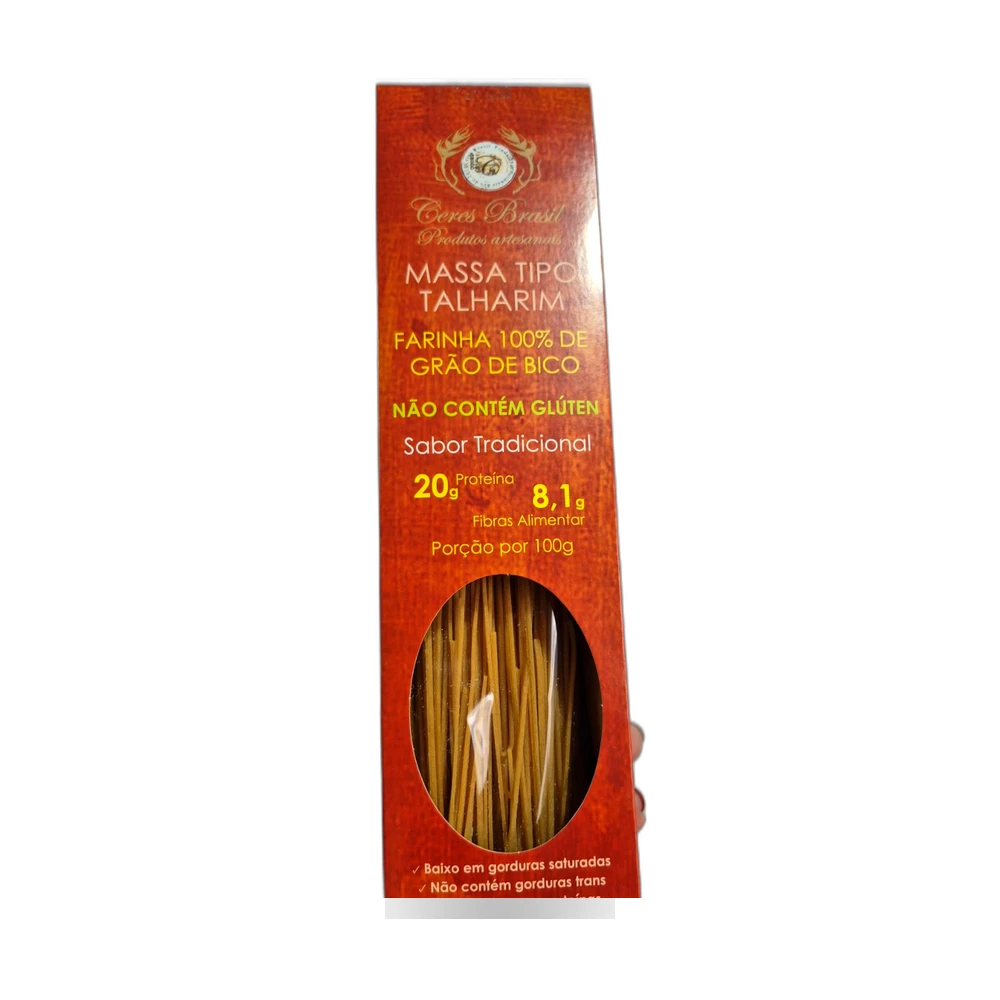 Ceres Brasil
Produtos artesanais
MASSA TIPO
TALHARIM
FARINHA 100% DE
GRÃO DE BICO
NÃO CONTÉM GLÚTEN
Sabor Tradicional
20g Proteína
8,1g
Fibras Alimentar
Porção por 100g
✓ Baixo em gorduras saturadas
✓ Não contém gorduras trans